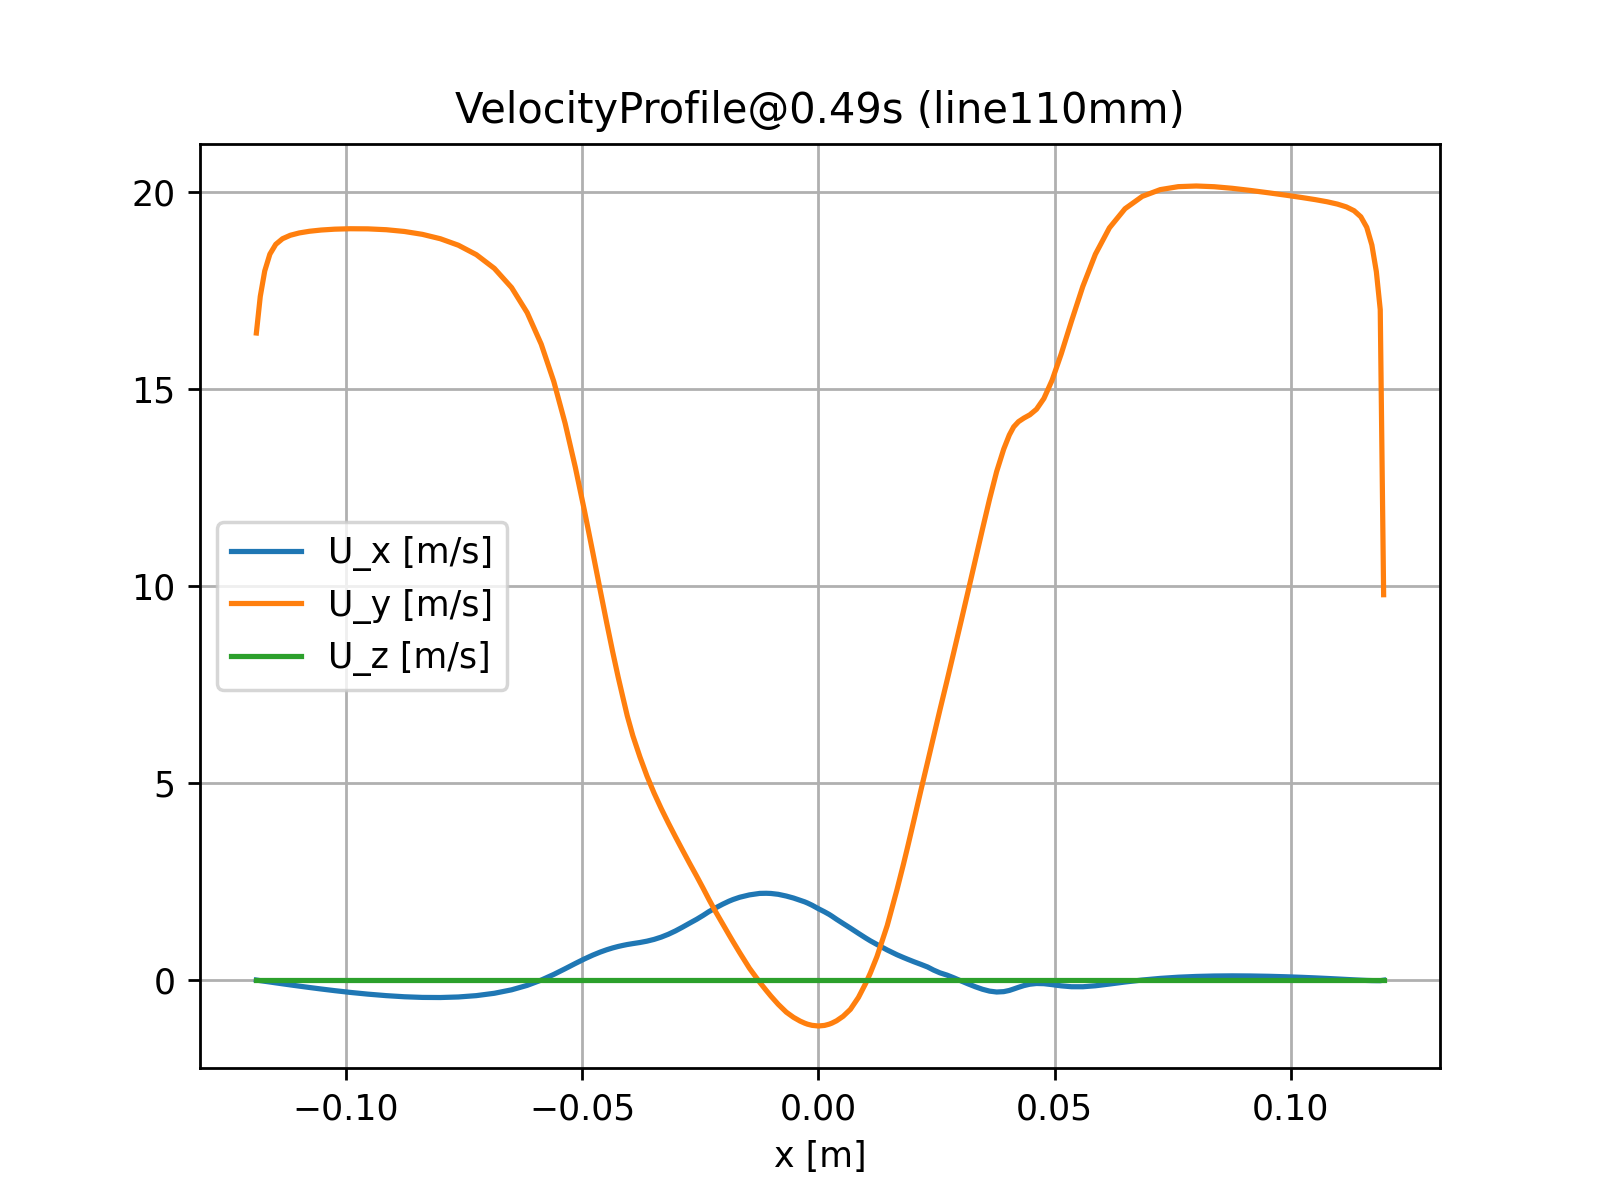 VelocityProfile@0.49s (line110mm)
20
15
10
5
0
U_x [m/s]
U_y [m/s]
U_z [m/s]
−0.10 −0.05 0.00 0.05 0.10
x [m]